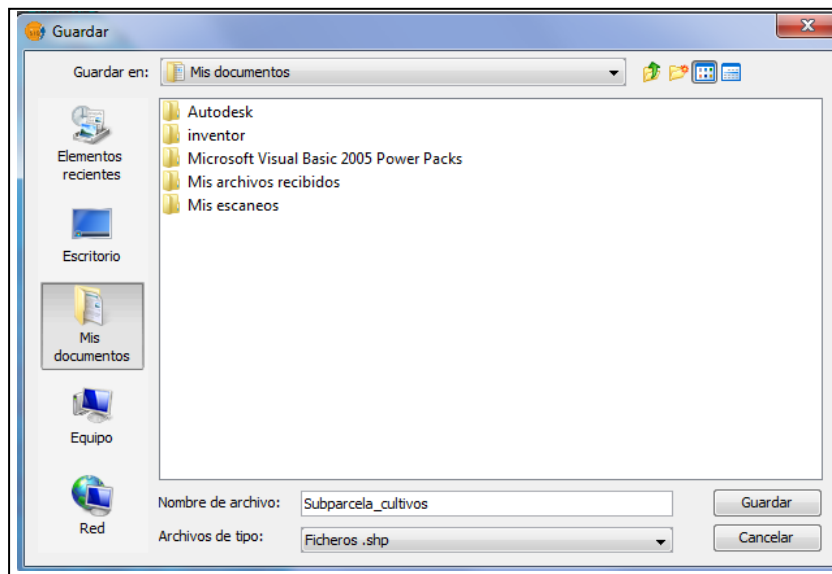 Guardar
Guardar en:
Mis documentos
Autodesk
inventor
Microsoft Visual Basic 2005 Power Packs
Mis archivos recibidos
Mis escaneos
Elementos
recientes
Escritorio
Mis
documentos
Equipo
Red
Nombre de archivo:
Subparcela_cultivos
Guardar
Archivos de tipo:
Ficheros .shp
Cancelar